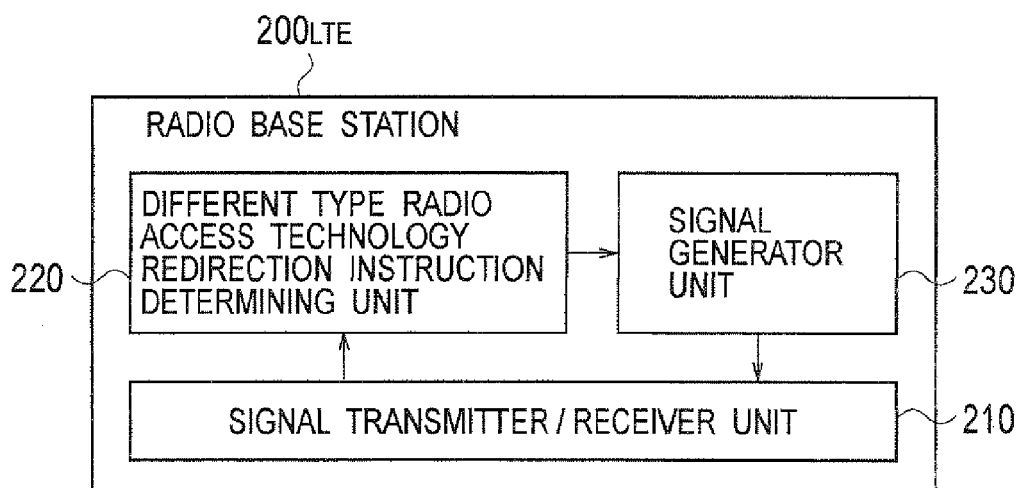 200LTE
RADIO BASE STATION
DIFFERENT TYPE RADIO
ACCESS TECHNOLOGY
REDIRECTION INSTRUCTION
DETERMINING UNIT
220
SIGNAL
GENERATOR
UNIT
230
SIGNAL TRANSMITTER / RECEIVER UNIT
210